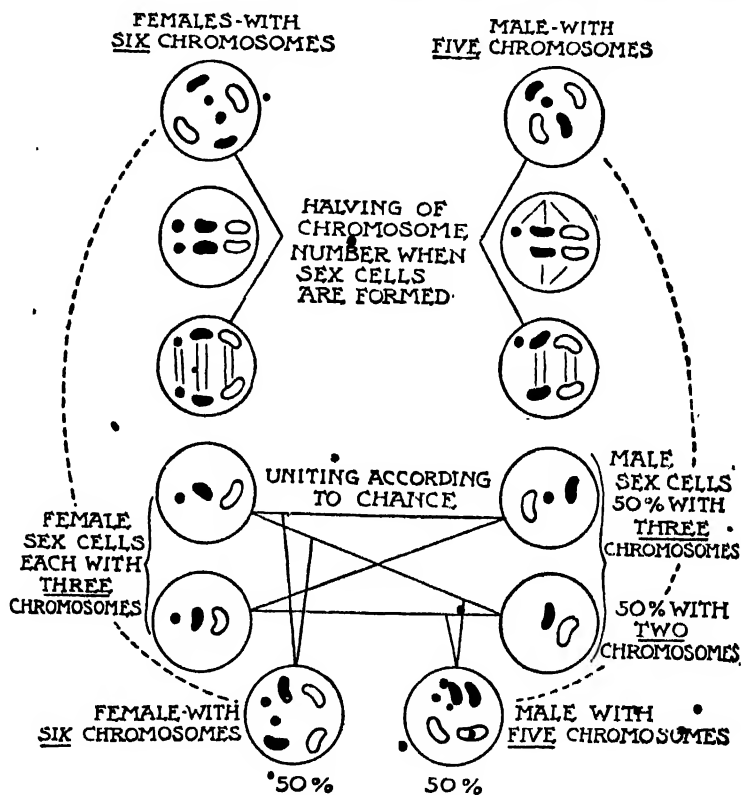 FEMALES-WITH
SIX CHROMOSOMES
MALE-WITH
FIVE CHROMOSOMES
HALVING OF
CHROMOSOME
NUMBER WHEN
SEX CELLS
ARE FORMED
UNITING ACCORDING
TO CHANCE
FEMALE
SEX CELLS
EACH WITH
THREE
CHROMOSOMES
MALE
SEX CELLS
50% WITH
THREE
CHROMOSOMES
50% WITH
TWO
CHROMOSOMES
FEMALE-WITH
SIX CHROMOSOMES
MALE WITH
FIVE CHROMOSOMES
50%
50%